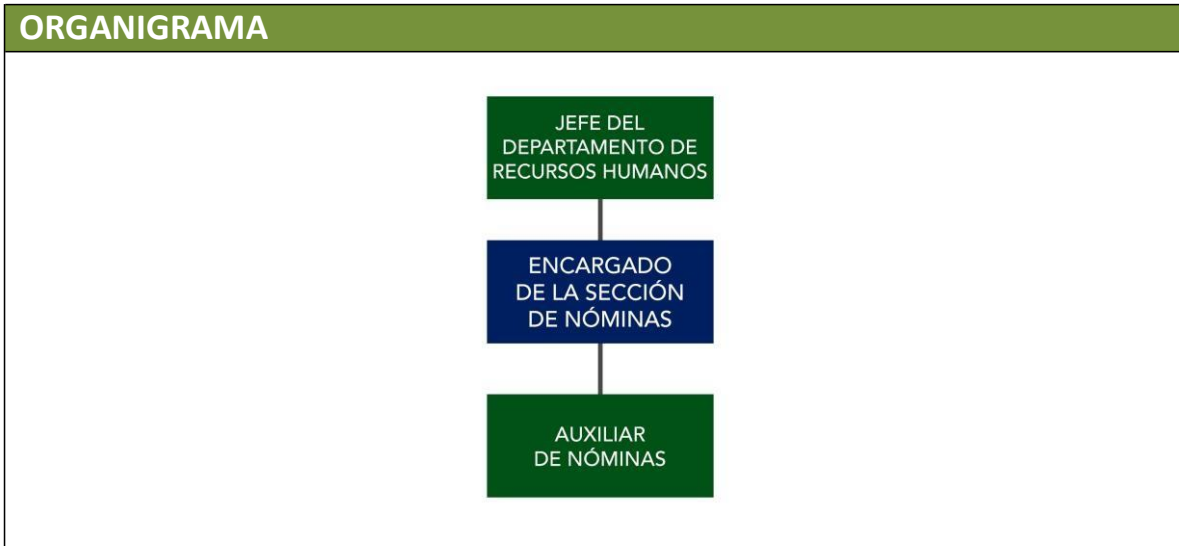 ORGANIGRAMA
JEFE DEL
DEPARTAMENTO DE
RECURSOS HUMANOS
ENCARGADO
DE LA SECCIÓN
DE NÓMINAS
AUXILIAR
DE NÓMINAS